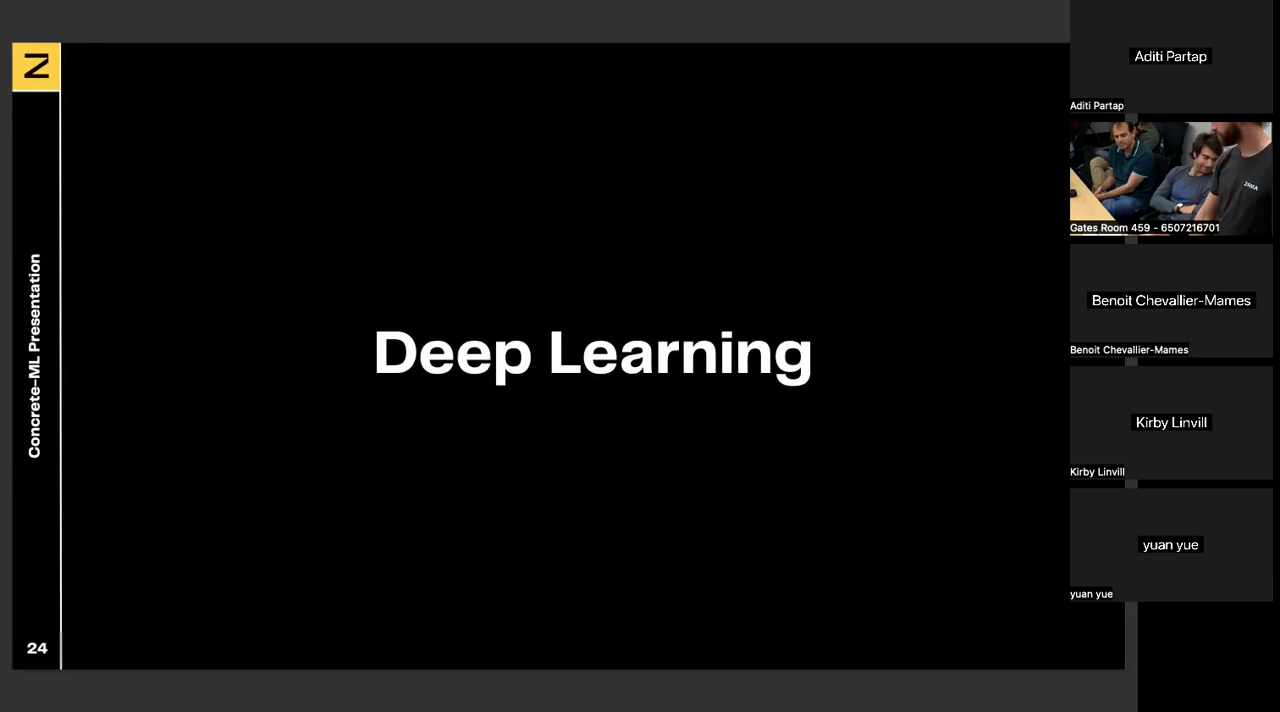 Z
Concrete-ML Presentation
24
Deep Learning
Aditi Partap
Aditi Partap
ZAMA
Gates Room 459 - 6507216701
Benoit Chevallier-Mames
Benoit Chevallier-Mames
Kirby Linvill
Kirby Linvill
yuan yue
yuan yue